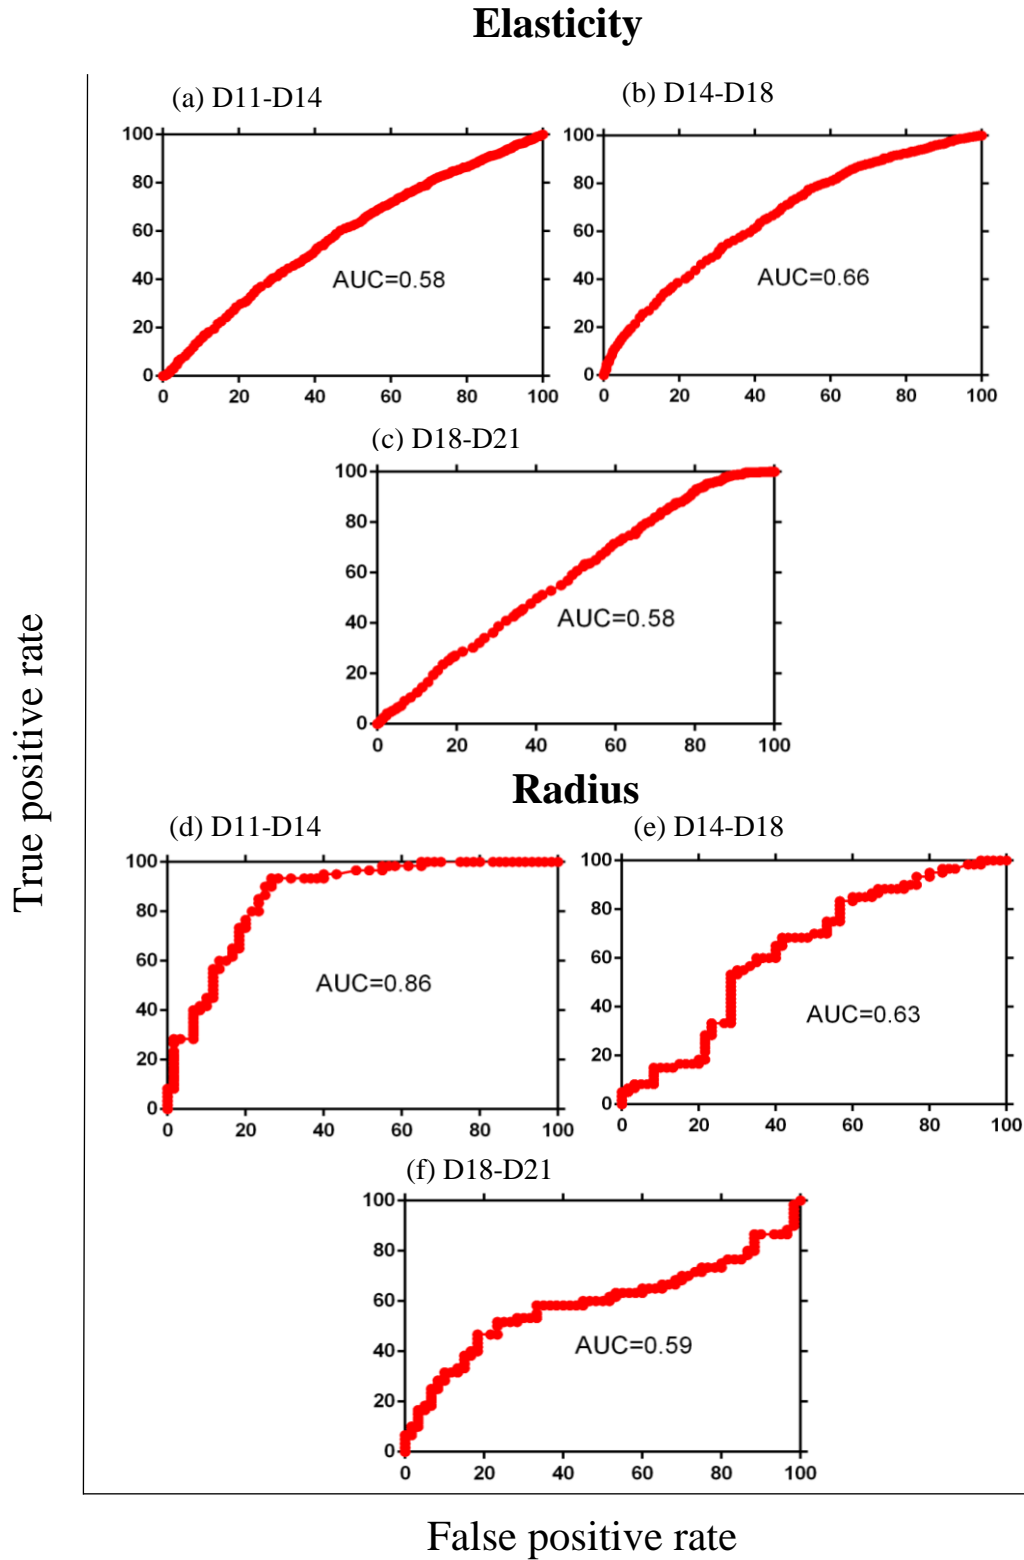 Elasticity
(a) D11-D14
100
80
60
40
20
0
AUC=0.58
0 20 40 60 80 100
(b) D14-D18
100
80
60
40
20
0
AUC=0.66
0 20 40 60 80 100
(c) D18-D21
100
80
60
40
20
0
AUC=0.58
0 20 40 60 80 100
True positive rate
Radius
(d) D11-D14
100
80
60
40
20
0
AUC=0.86
0 20 40 60 80 100
(e) D14-D18
100
80
60
40
20
0
AUC=0.63
0 20 40 60 80 100
(f) D18-D21
100
80
60
40
20
0
AUC=0.59
0 20 40 60 80 100
False positive rate